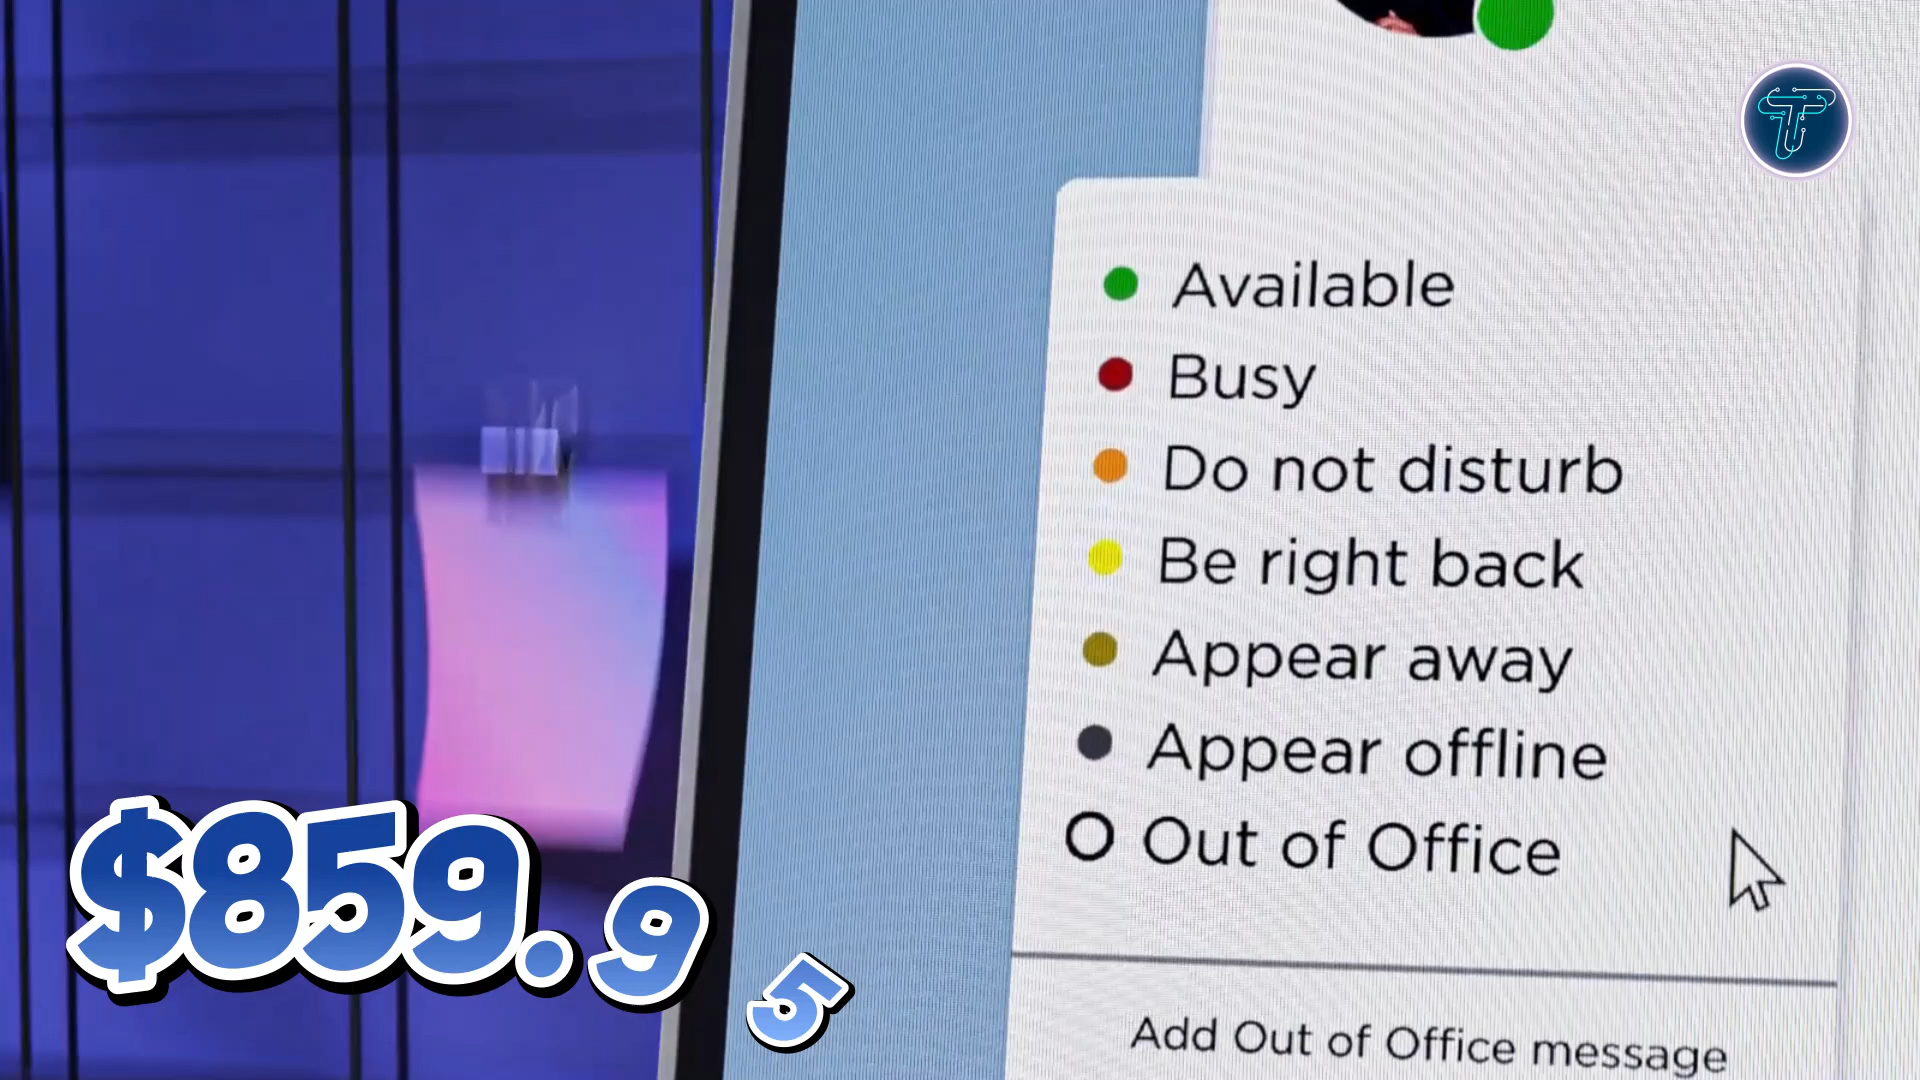 Available
Busy
Do not disturb
Be right back
Appear away
Appear offline
Out of Office
Add Out of Office message
$859.95